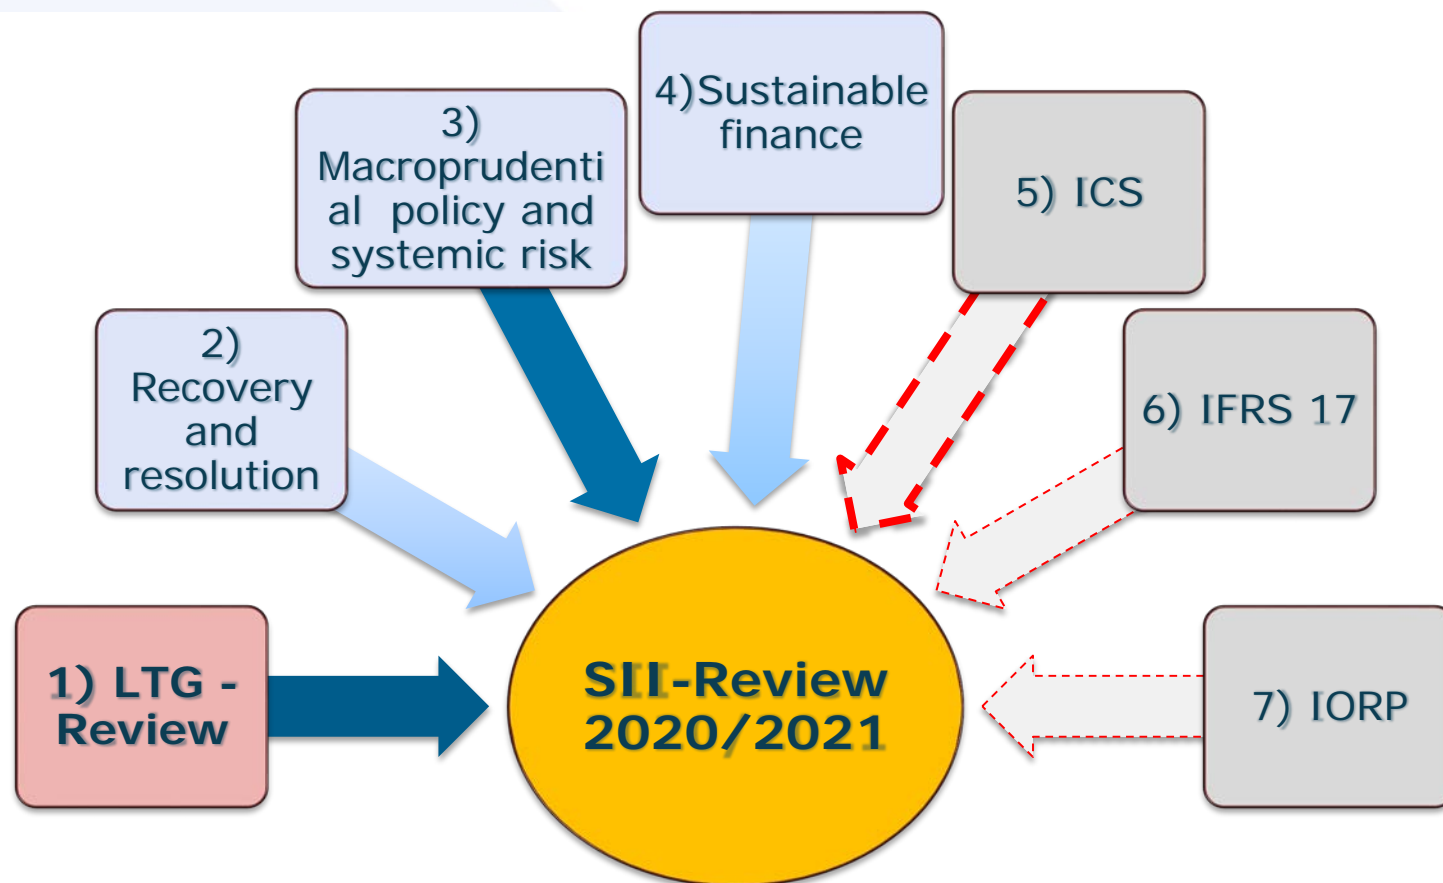 1) LTG -
Review
2)
Recovery
and
resolution
3)
Macroprudenti
al policy and
systemic risk
4)Sustainable
finance
5) ICS
6) IFRS 17
7) IORP
SII-Review
2020/2021